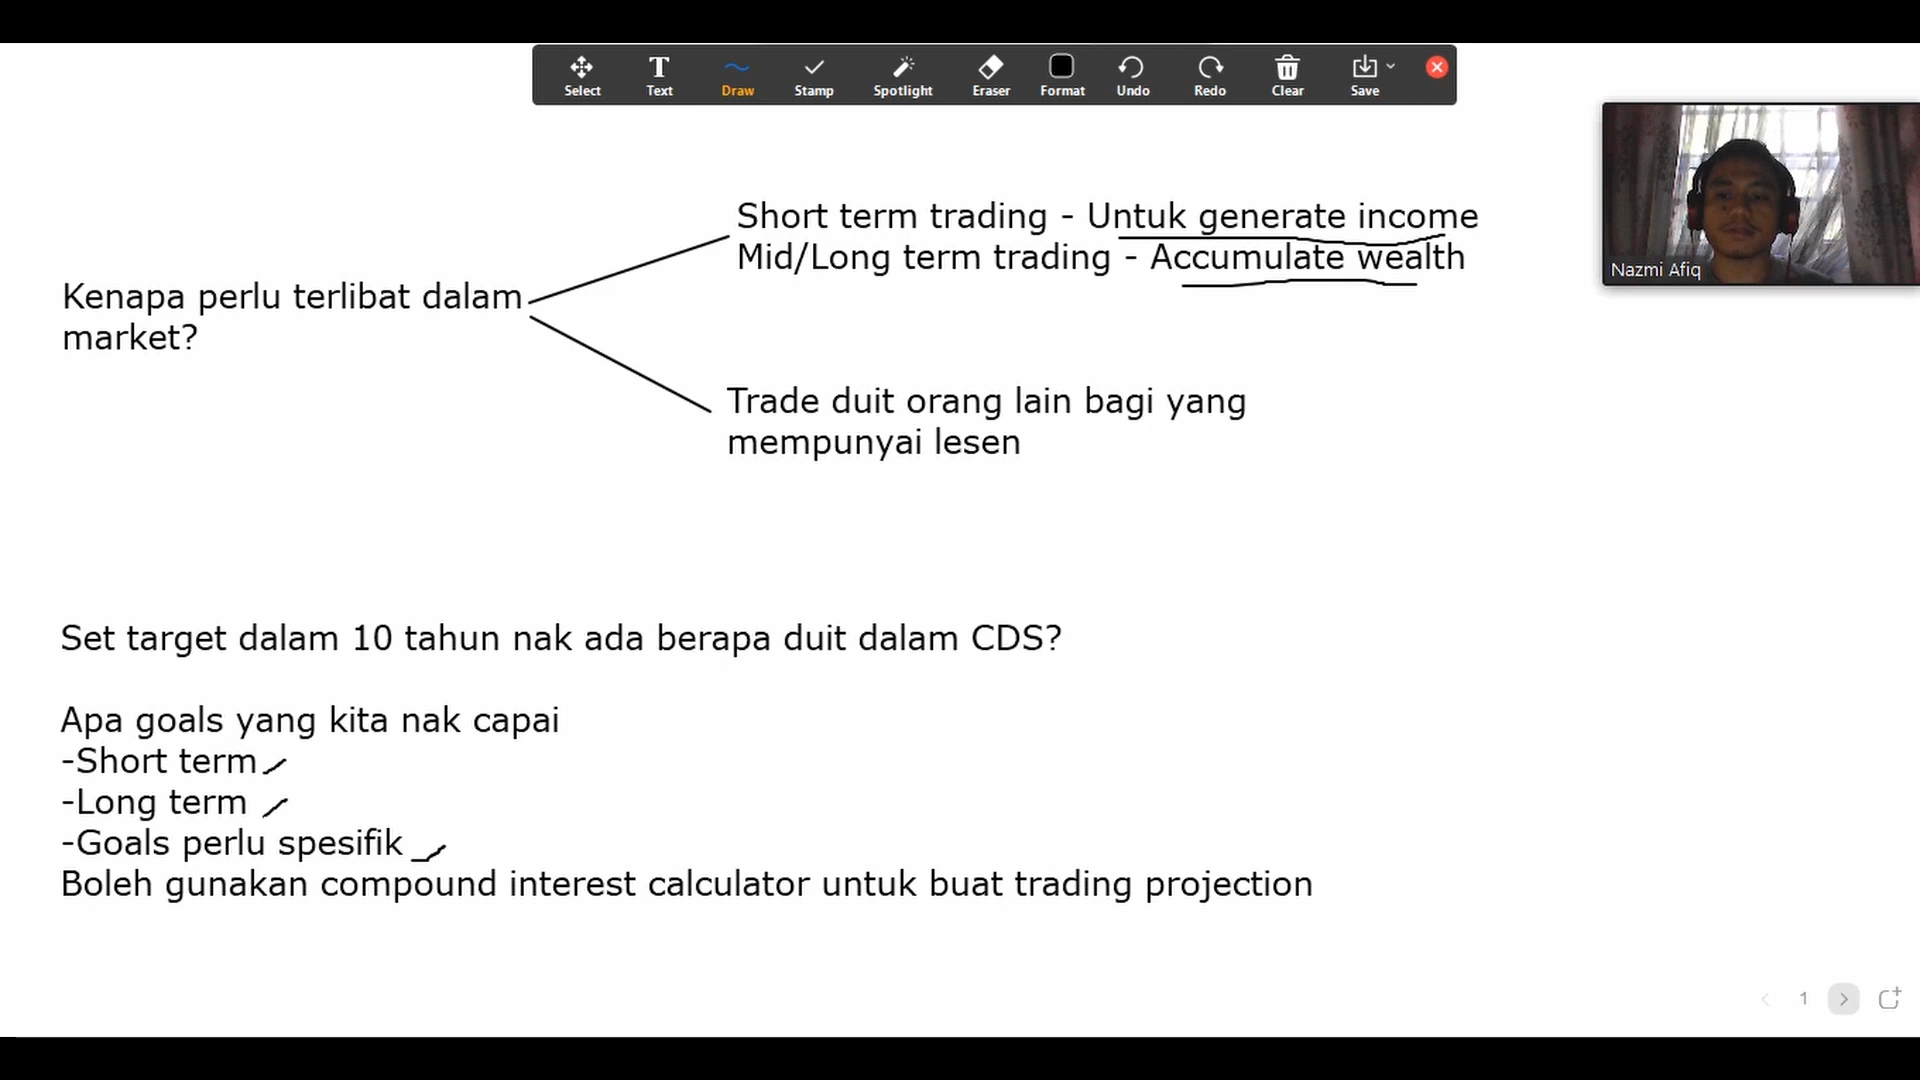 Select Text Draw Stamp Spotlight Eraser Format Undo Redo Clear Save
Short term trading - Untuk generate income
Mid/Long term trading - Accumulate wealth
Nazmi Afiq
Kenapa perlu terlibat dalam
market?
Trade duit orang lain bagi yang
mempunyai lesen
Set target dalam 10 tahun nak ada berapa duit dalam CDS?
Apa goals yang kita nak capai
-Short term
-Long term
-Goals perlu spesifik
Boleh gunakan compound interest calculator untuk buat trading projection
1